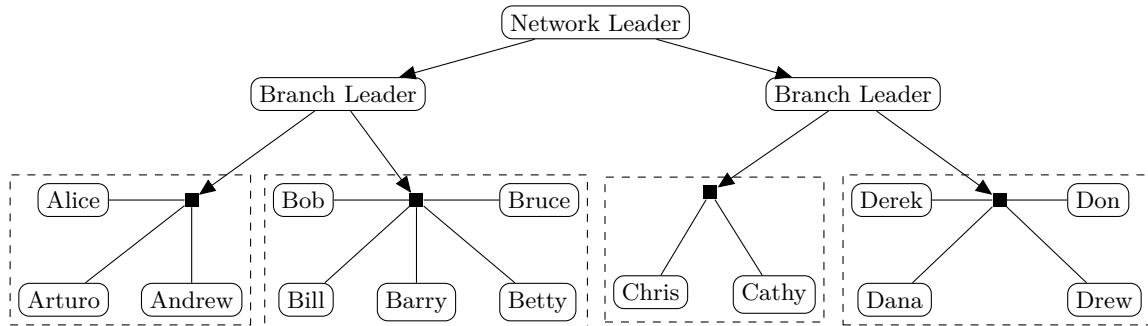 Network Leader
Branch Leader Branch Leader
Alice Bob Bruce Derek Don
Arturo Andrew Bill Barry Betty Chris Cathy Dana Drew